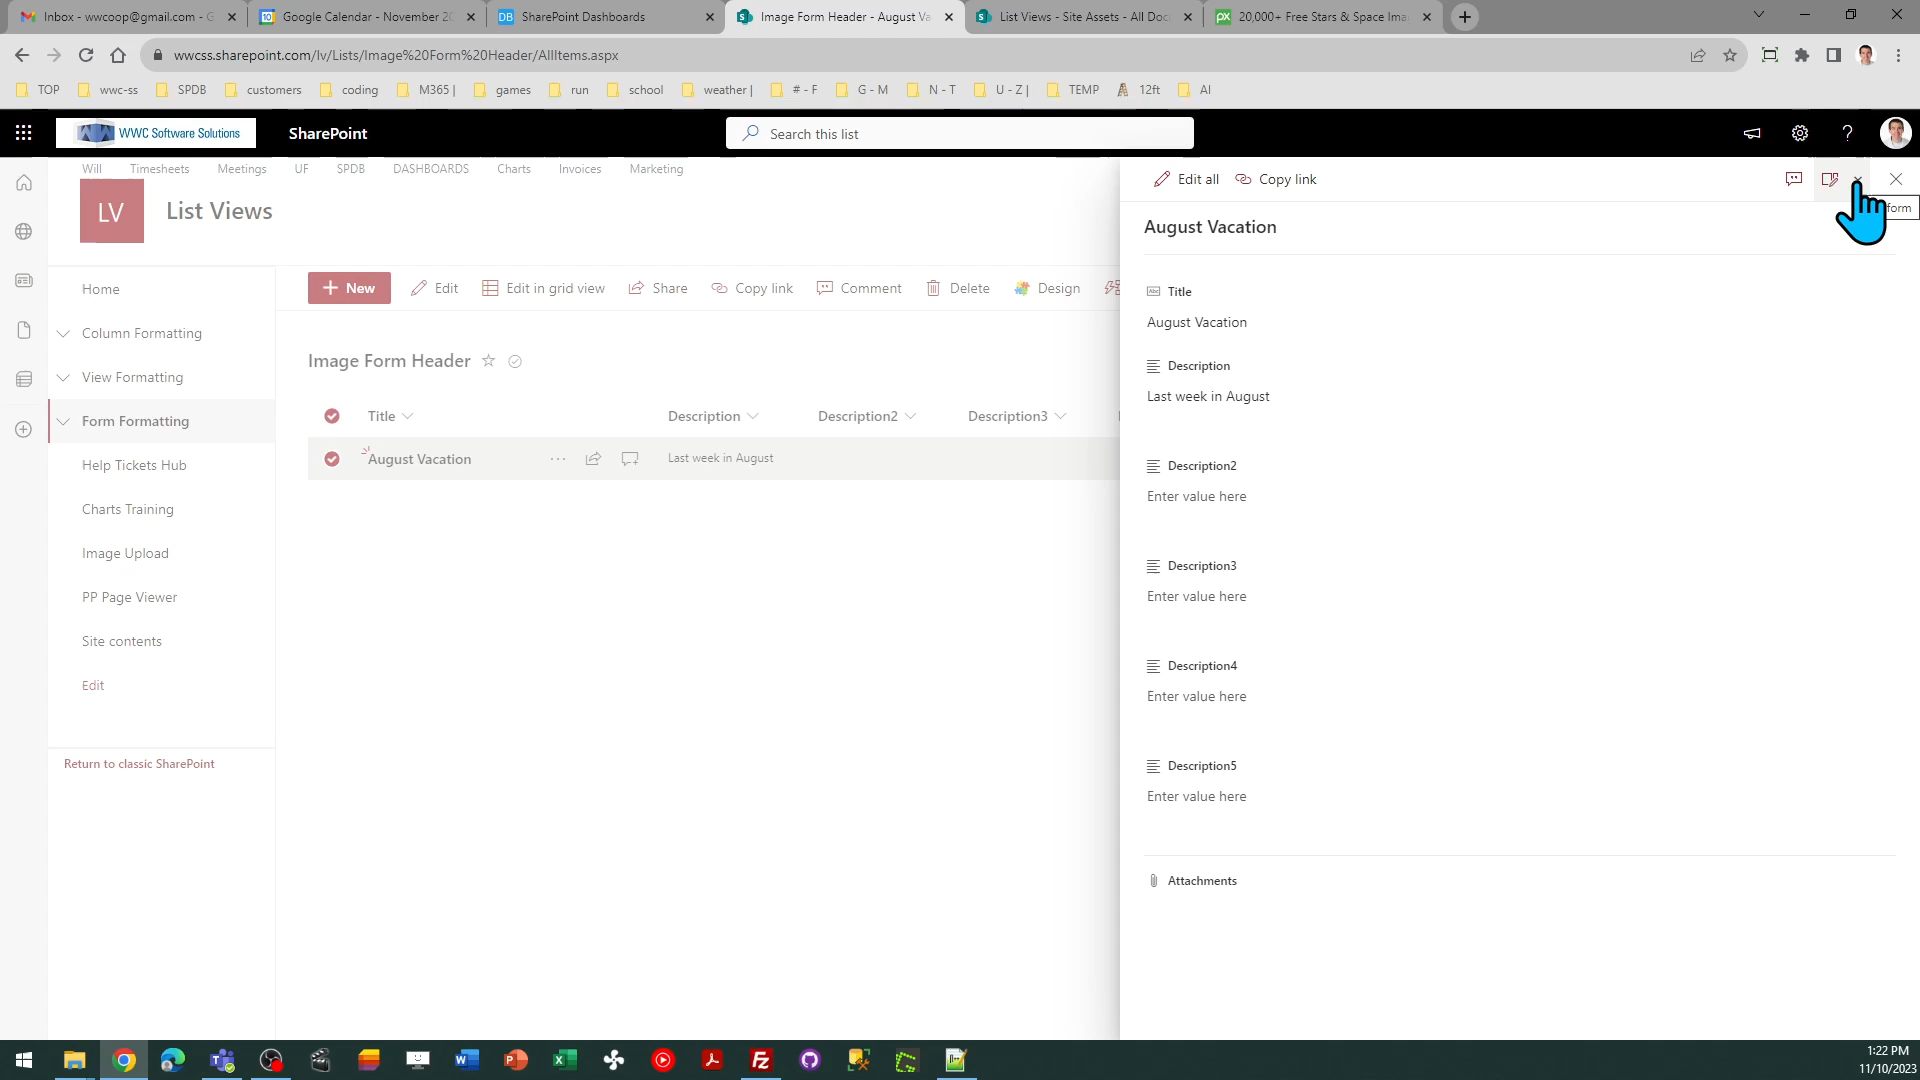 Inbox - wwcoop@gmail.com - G
Google Calendar - November 20
SharePoint Dashboards
Image Form Header - August Va
List Views - Site Assets - All Doc
20,000+ Free Stars & Space Ima
wwcss.sharepoint.com/lv/Lists/Image%20Form%20Header/AllItems.aspx
TOP wwc-ss SPDB customers coding M365 | games run school weather | # - F G - M N - T U - Z | TEMP 12ft AI
WWC Software Solutions SharePoint Search this list
Will Timesheets Meetings UF SPDB DASHBOARDS Charts Invoices Marketing
LV List Views
Home
Column Formatting
View Formatting
Form Formatting
Help Tickets Hub
Charts Training
Image Upload
PP Page Viewer
Site contents
Edit
Return to classic SharePoint
New Edit Edit in grid view Share Copy link Comment Delete Design
Image Form Header
Title Description Description2 Description3
August Vacation Last week in August
Edit all Copy link
form
August Vacation
Title
August Vacation
Description
Last week in August
Description2
Enter value here
Description3
Enter value here
Description4
Enter value here
Description5
Enter value here
Attachments
1:22 PM
11/10/2023